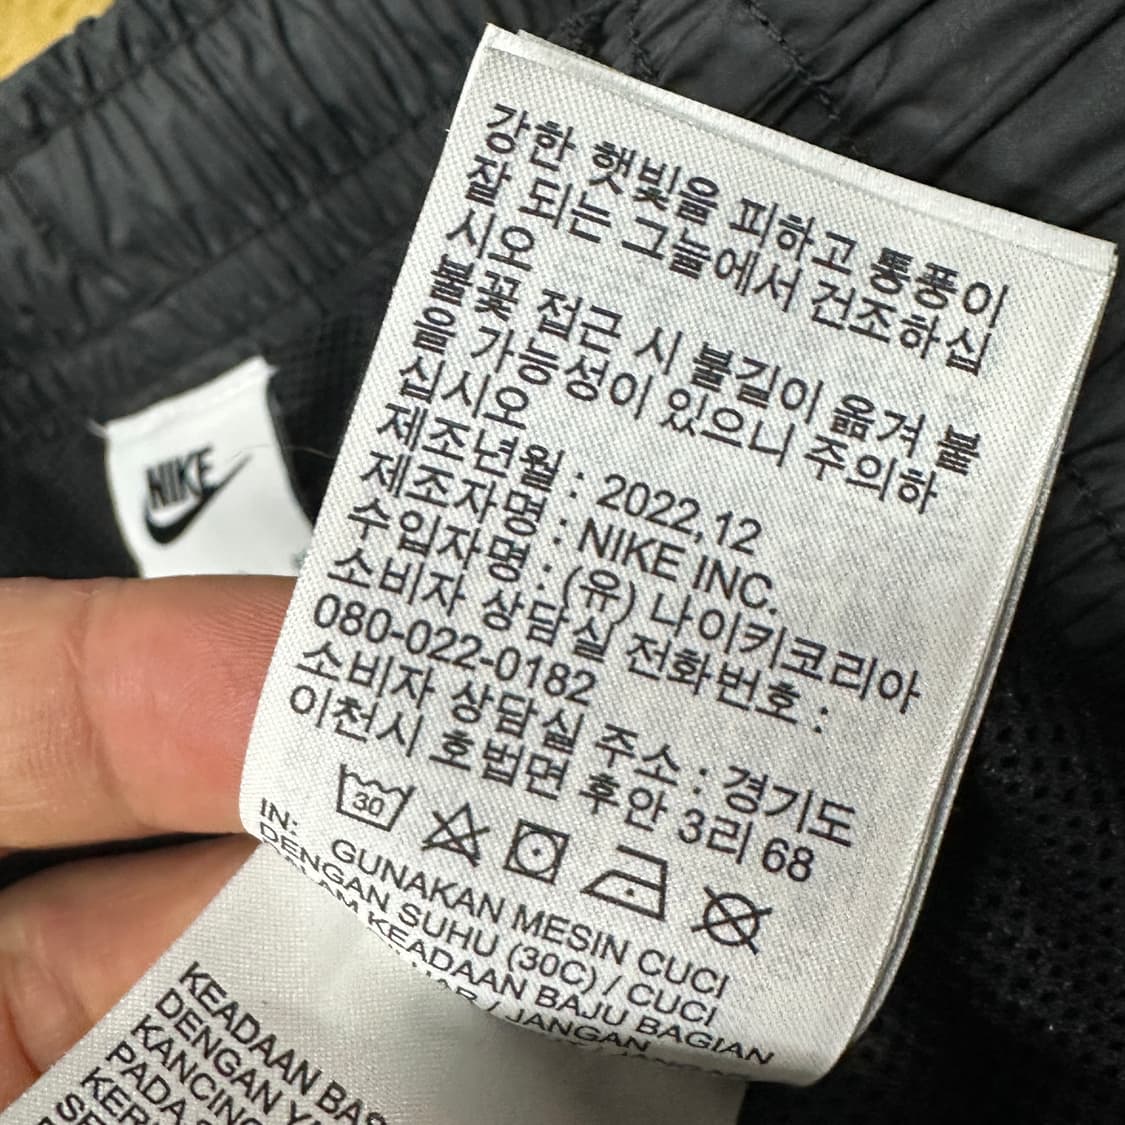 강한 햇빛을 피하고 통풍이
잘 되는 그늘에서 건조하십
시오
불꽃 접근 시 불길이 옮겨 붙
을 가능성이 있으니 주의하
십시오
제조년월 : 2022,12
제조자명 : NIKE INC.
수입자명 : (유) 나이키코리아
소비자 상담실 전화번호 :
080-022-0182
소비자 상담실 주소 : 경기도
이천시 호법면 후안 3리 68
30
IN: GUNAKAN MESIN CUCI
DENGAN SUHU (30C) / CUCI
DALAM KEADAAN BAJU BAGIAN
/ JANGAN
NIKE
KEADAAN
DENGAN
KANCING
PADA